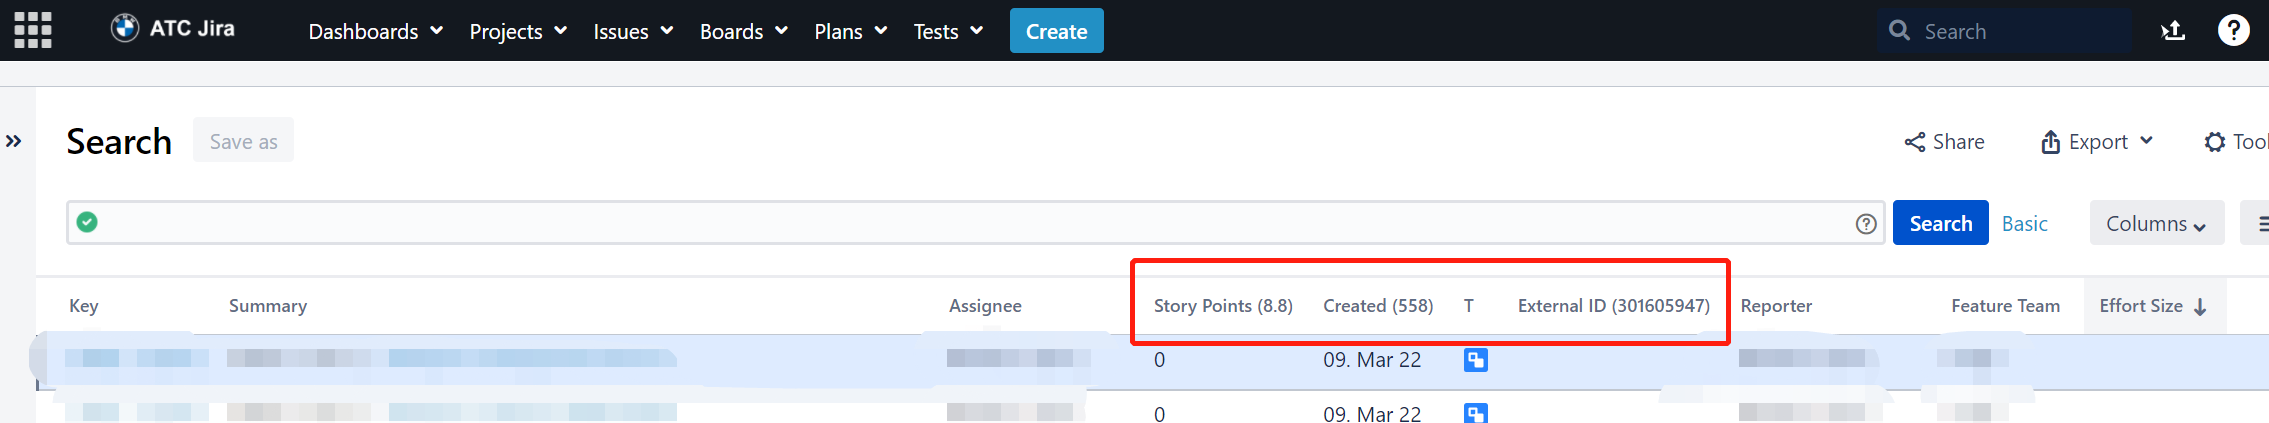 ATC Jira Dashboards Projects Issues Boards Plans Tests Create Search
Search Save as Share Export Tool
Search Basic Columns
Key Summary Assignee Story Points (8.8) Created (558) T External ID (301605947) Reporter Feature Team Effort Size
0 09. Mar 22
0 09. Mar 22